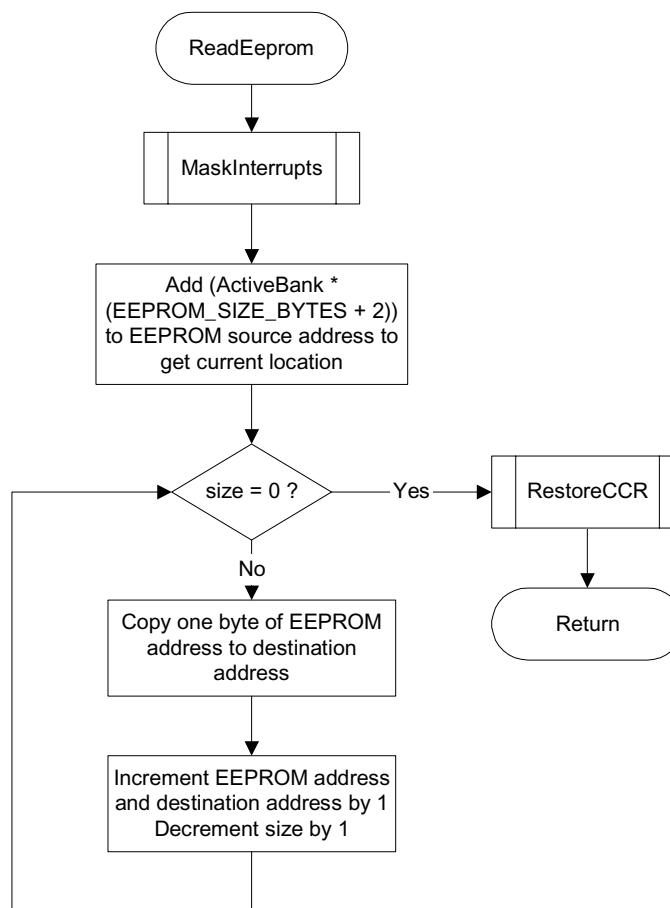 ReadEeprom
MaskInterrupts
Add (ActiveBank *
(EEPROM_SIZE_BYTES + 2))
to EEPROM source address to
get current location
size = 0 ?
Yes
RestoreCCR
No
Copy one byte of EEPROM
address to destination
address
Return
Increment EEPROM address
and destination address by 1
Decrement size by 1